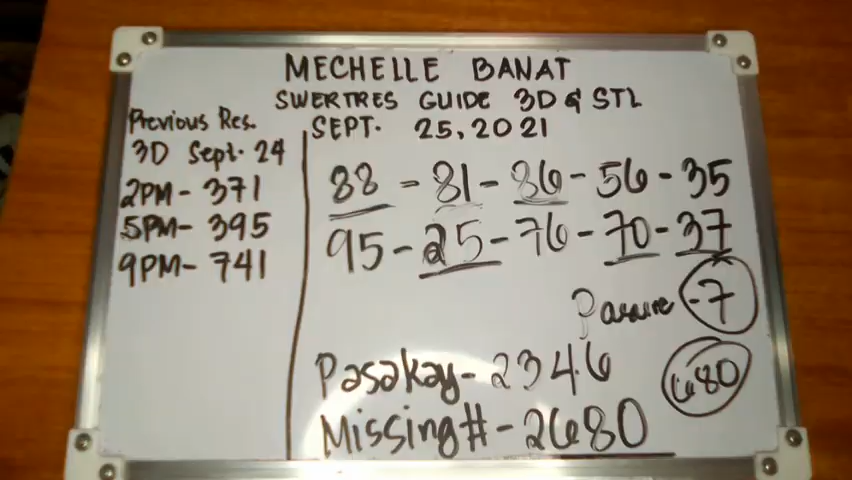 MECHELLE BANAT
SWERTRES GUIDE 3D & STL
SEPT. 25, 2021
Previous Res.
3D Sept. 24
2PM - 371
5PM - 395
9PM - 741
88 - 81 - 86 - 56 - 35
95 - 25 - 76 - 70 - 37
-7
Pasakay - 2346
680
Missing# - 2680